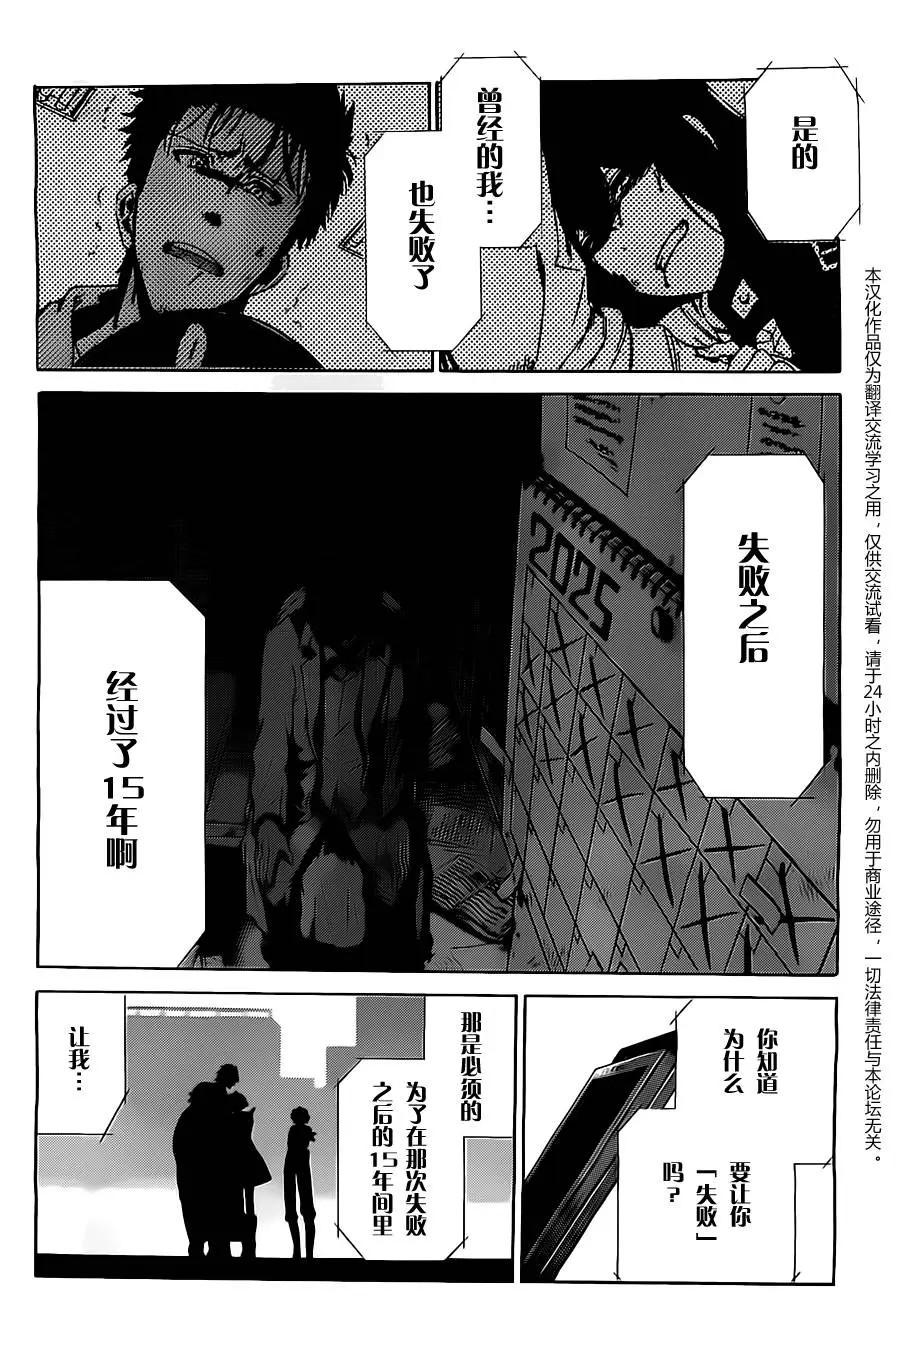 是的
曾经的我…
也失败了
失败之后
2025
经过了15年啊
你知道
为什么
要让你
「失败」
吗？
那是必须的
为了在那次失败
之后的15年间里
让我…
本汉化作品仅为翻译交流学习之用，仅供交流试看，请于24小时之内删除，勿用于商业途径，一切法律责任与本论坛无关。